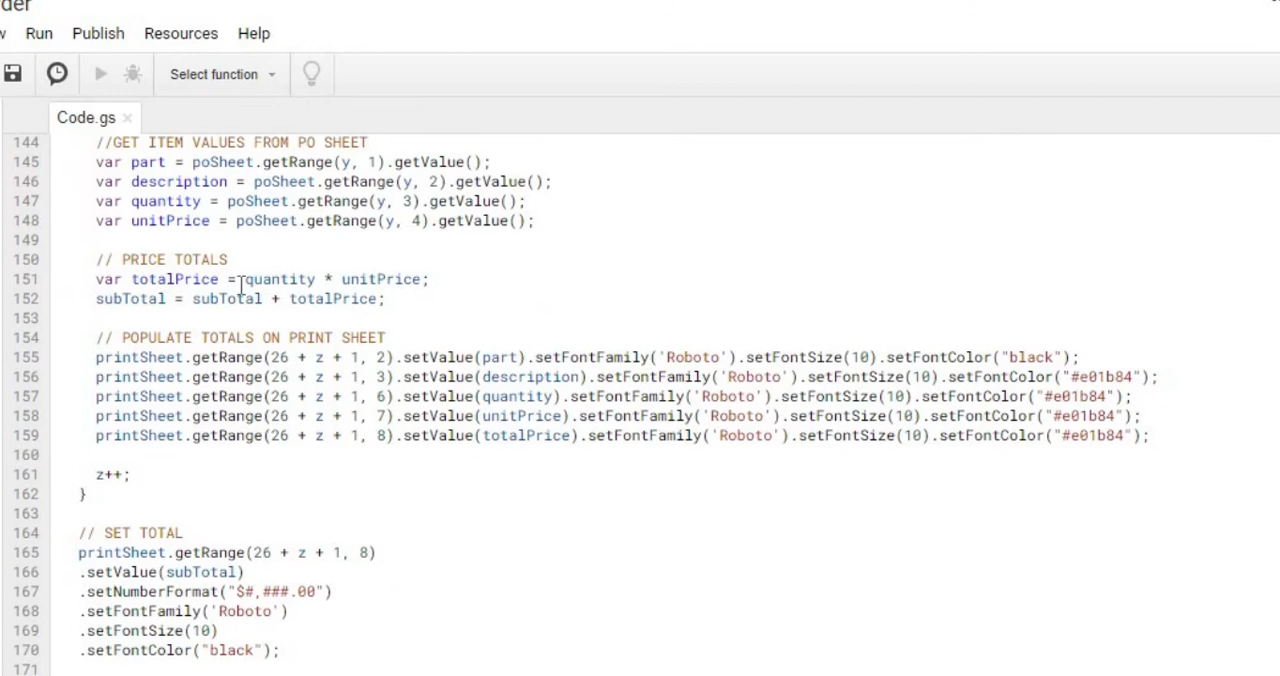 Run Publish Resources Help
Select function
Code.gs
144 //GET ITEM VALUES FROM PO SHEET
145 var part = poSheet.getRange(y, 1).getValue();
146 var description = poSheet.getRange(y, 2).getValue();
147 var quantity = poSheet.getRange(y, 3).getValue();
148 var unitPrice = poSheet.getRange(y, 4).getValue();
149
150 // PRICE TOTALS
151 var totalPrice = quantity * unitPrice;
152 subTotal = subTotal + totalPrice;
153
154 // POPULATE TOTALS ON PRINT SHEET
155 printSheet.getRange(26 + z + 1, 2).setValue(part).setFontFamily('Roboto').setFontSize(10).setFontColor("black");
156 printSheet.getRange(26 + z + 1, 3).setValue(description).setFontFamily('Roboto').setFontSize(10).setFontColor("#e01b84");
157 printSheet.getRange(26 + z + 1, 6).setValue(quantity).setFontFamily('Roboto').setFontSize(10).setFontColor("#e01b84");
158 printSheet.getRange(26 + z + 1, 7).setValue(unitPrice).setFontFamily('Roboto').setFontSize(10).setFontColor("#e01b84");
159 printSheet.getRange(26 + z + 1, 8).setValue(totalPrice).setFontFamily('Roboto').setFontSize(10).setFontColor("#e01b84");
160
161 z++;
162 }
163
164 // SET TOTAL
165 printSheet.getRange(26 + z + 1, 8)
166 .setValue(subTotal)
167 .setNumberFormat("$#,###.00")
168 .setFontFamily('Roboto')
169 .setFontSize(10)
170 .setFontColor("black");
171